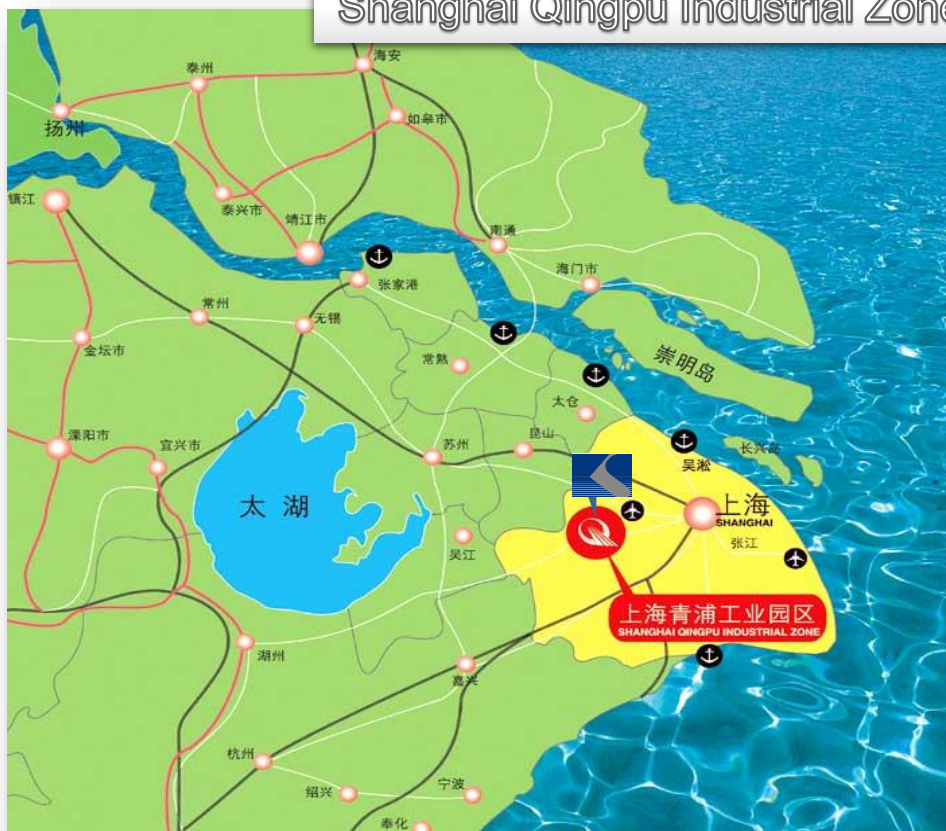 Shanghai Qingpu Industrial Zone
海安
泰州
如皋市
扬州
镇江
泰兴市
靖江市
南通
海门市
张家港
常州
无锡
金坛市
常熟
崇明岛
太仓
溧阳市
宜兴市
苏州
昆山
吴淞
长兴岛
太湖
上海
SHANGHAI
张江
吴江
上海青浦工业园区
SHANGHAI QINGPU INDUSTRIAL ZONE
湖州
嘉兴
杭州
绍兴
宁波
奉化